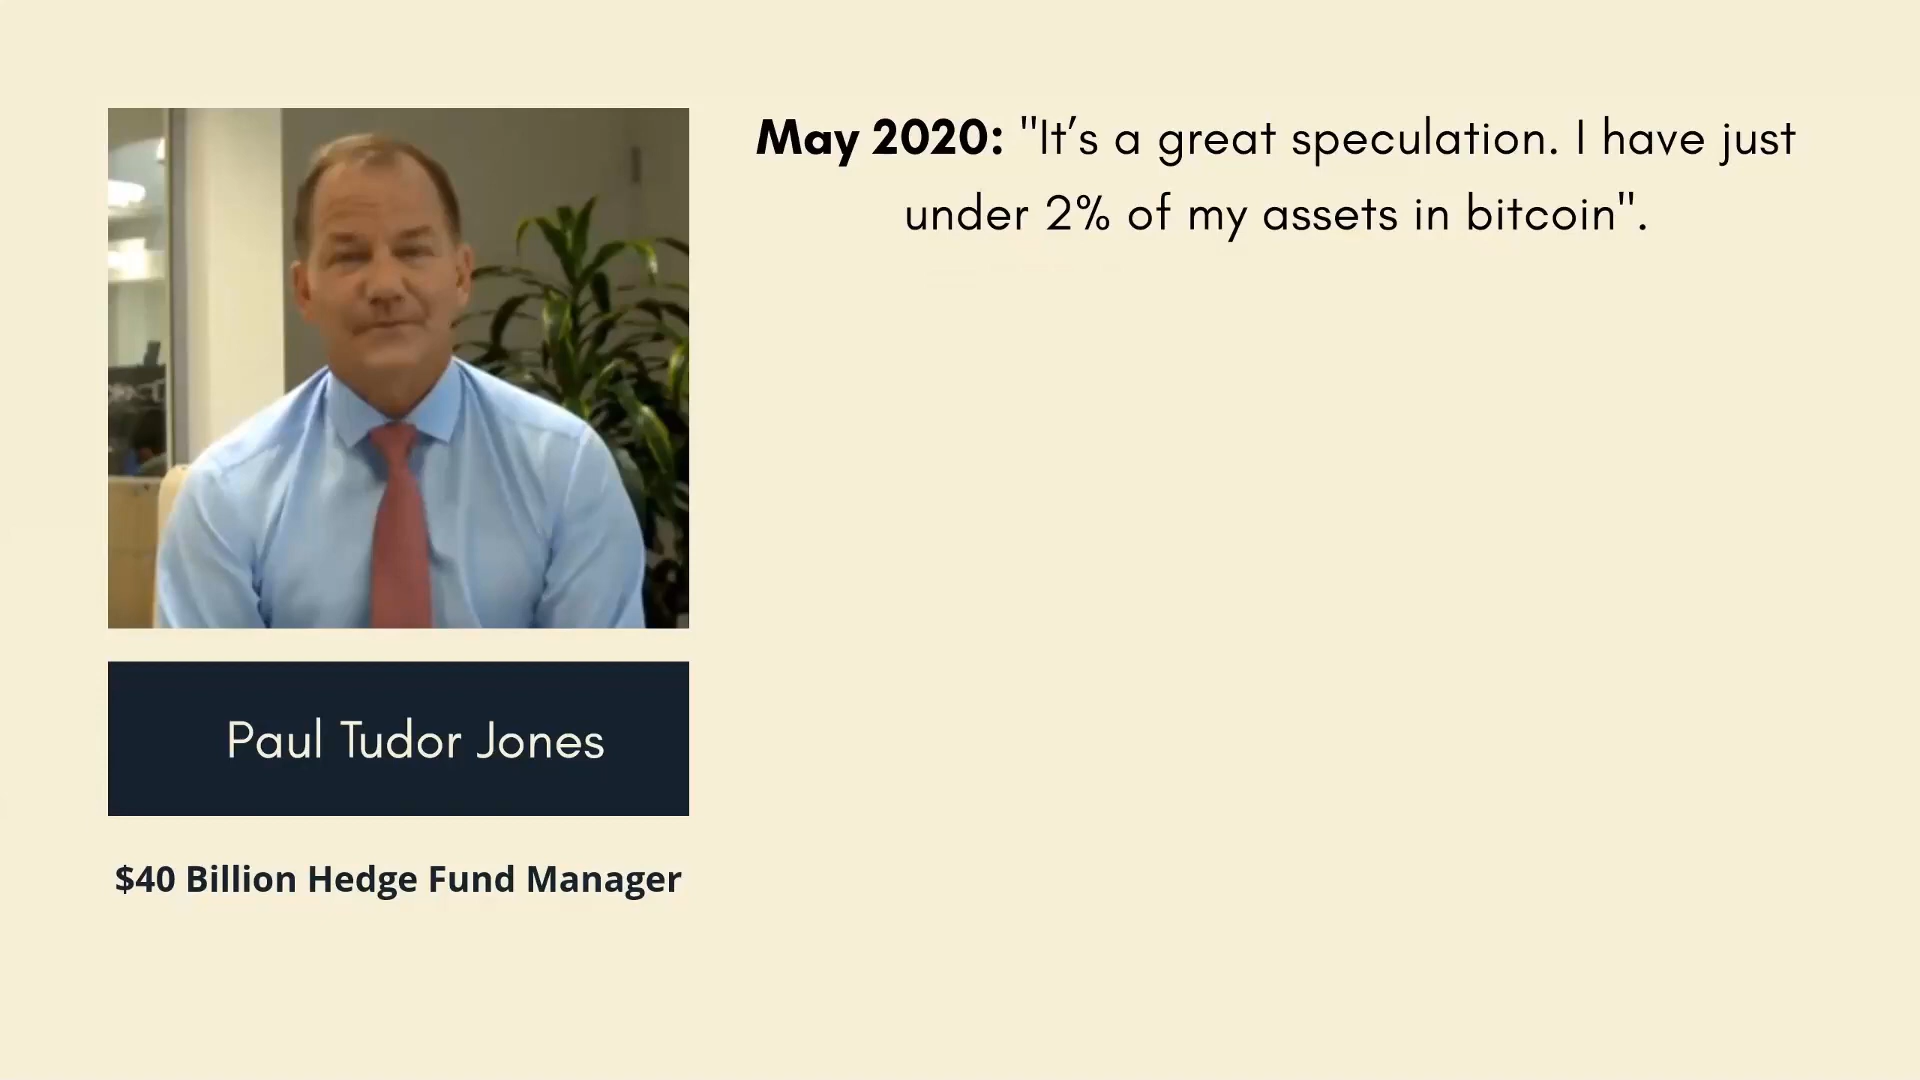 May 2020: "It’s a great speculation. I have just
under 2% of my assets in bitcoin".
Paul Tudor Jones
$40 Billion Hedge Fund Manager